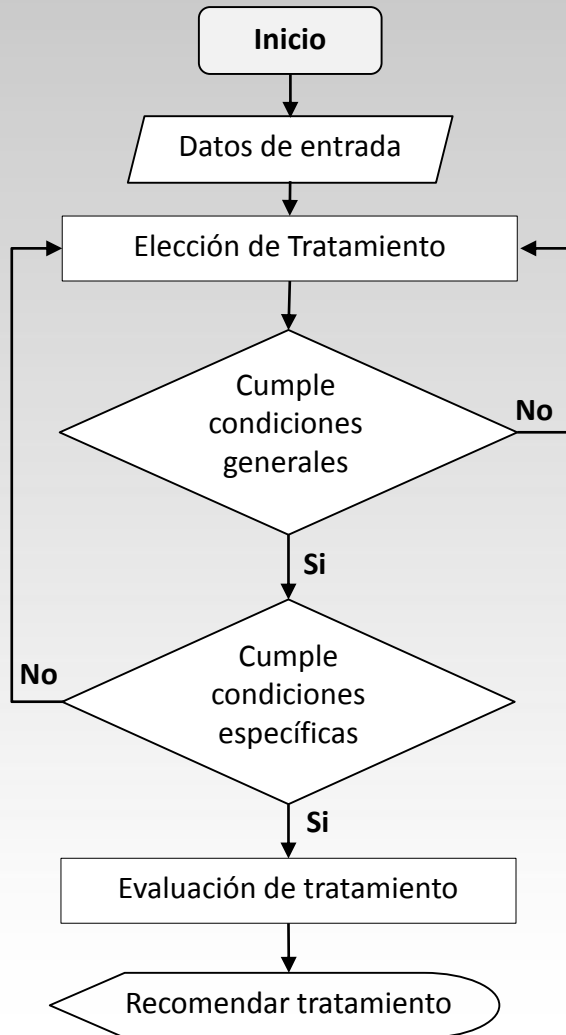 Inicio
Datos de entrada
Elección de Tratamiento
Cumple
condiciones
generales
No
Si
Cumple
condiciones
específicas
No
Si
Evaluación de tratamiento
Recomendar tratamiento